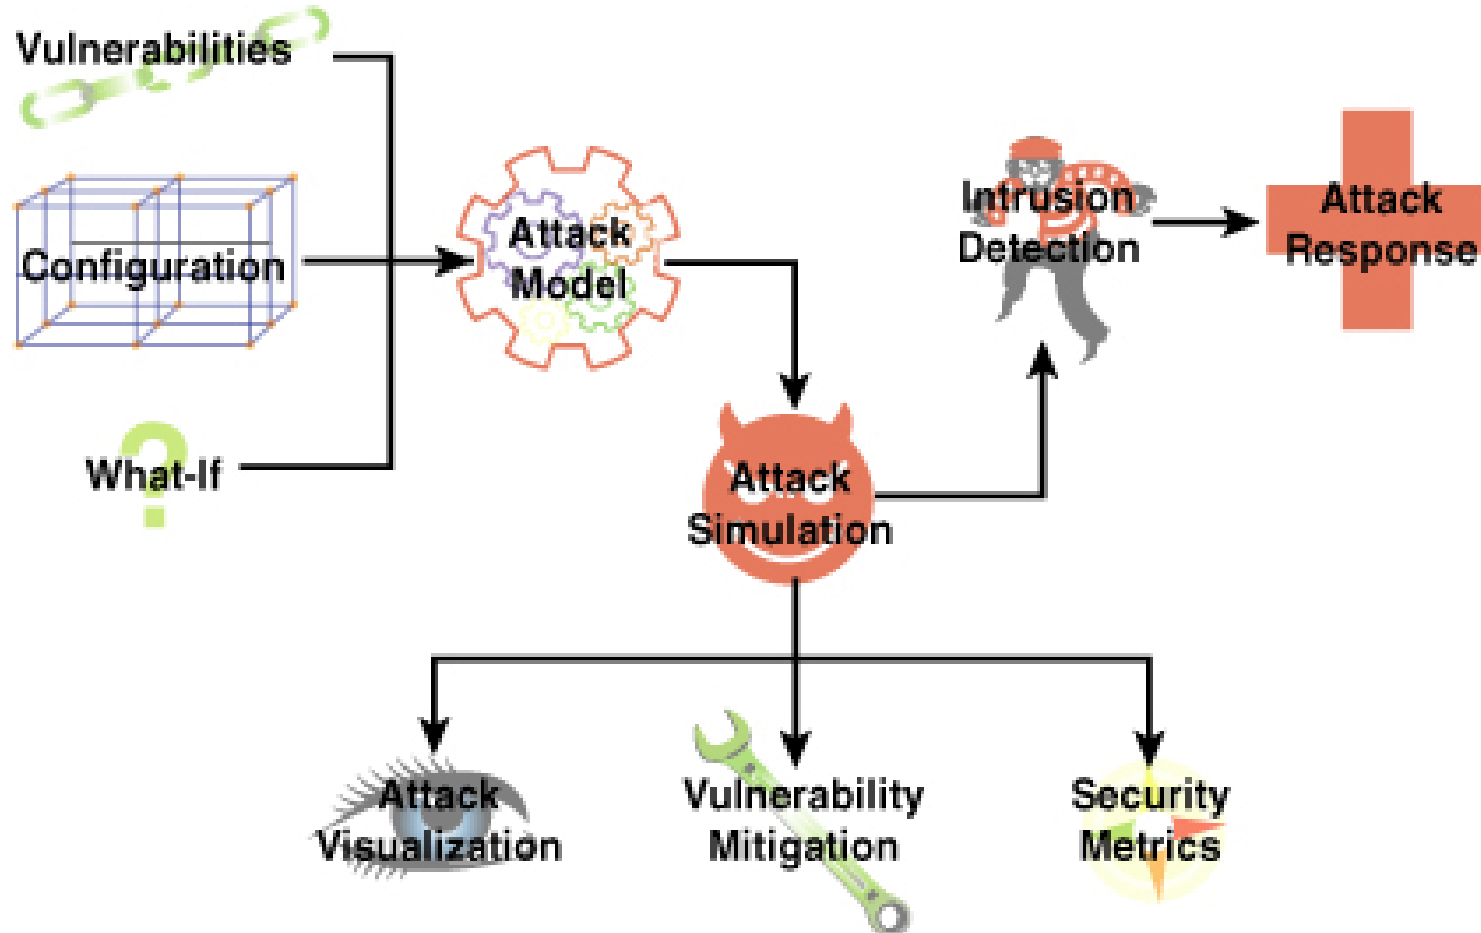 Vulnerabilities
Configuration
What-If
Attack
Model
Attack
Simulation
Intrusion
Detection
Attack
Response
Attack
Visualization
Vulnerability
Mitigation
Security
Metrics